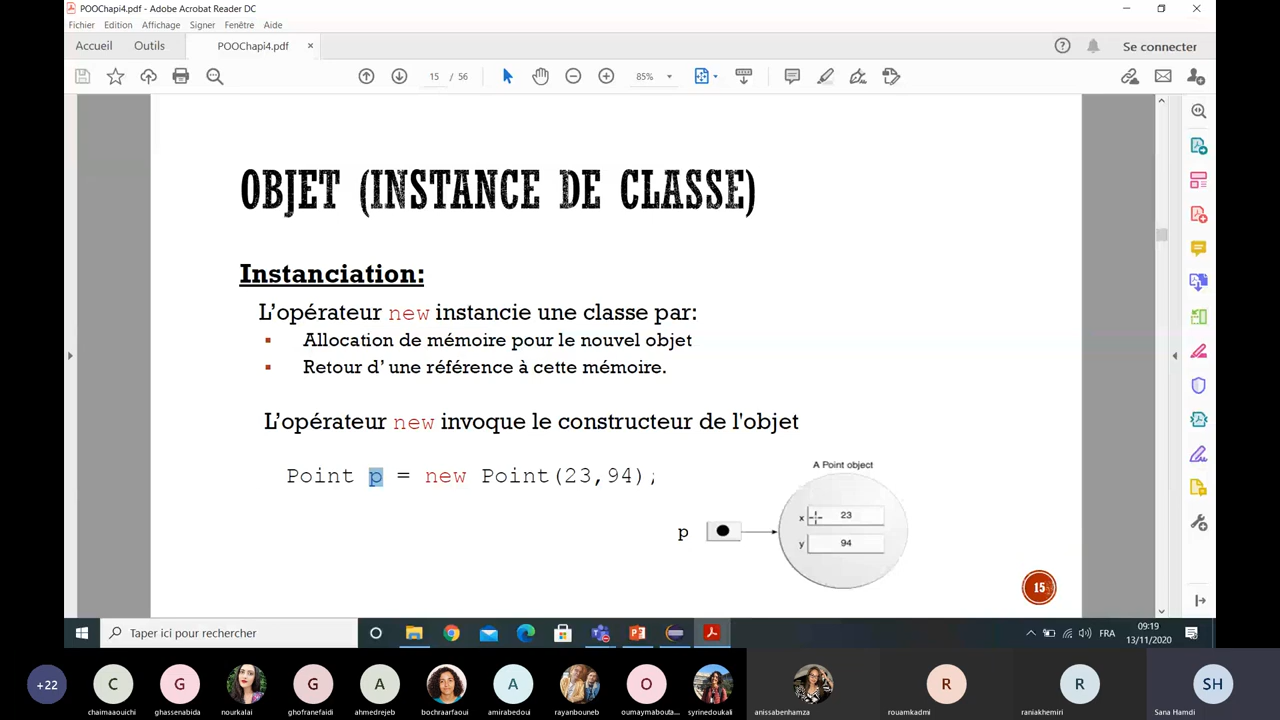 POOChapi4.pdf - Adobe Acrobat Reader DC
Fichier Edition Affichage Signer Fenêtre Aide
Accueil Outils POOChapi4.pdf × Se connecter
15 / 56 85%
OBJET (INSTANCE DE CLASSE)
Instanciation:
L'opérateur new instancie une classe par:
Allocation de mémoire pour le nouvel objet
Retour d' une référence à cette mémoire.
L'opérateur new invoque le constructeur de l'objet
Point p = new Point(23,94);
A Point object
x 23
p
y 94
15
Taper ici pour rechercher
FRA
09:19
13/11/2020
+22 C G G A A O R R SH
chaimaaouichi ghassenabida nourkalai ghofranefaidi ahmedrejeb bochraarfaoui amirabedoui rayanbouneb oumaymabouta... syrinedoukali anissabenhamza rouamkadmi raniakhemiri Sana Hamdi